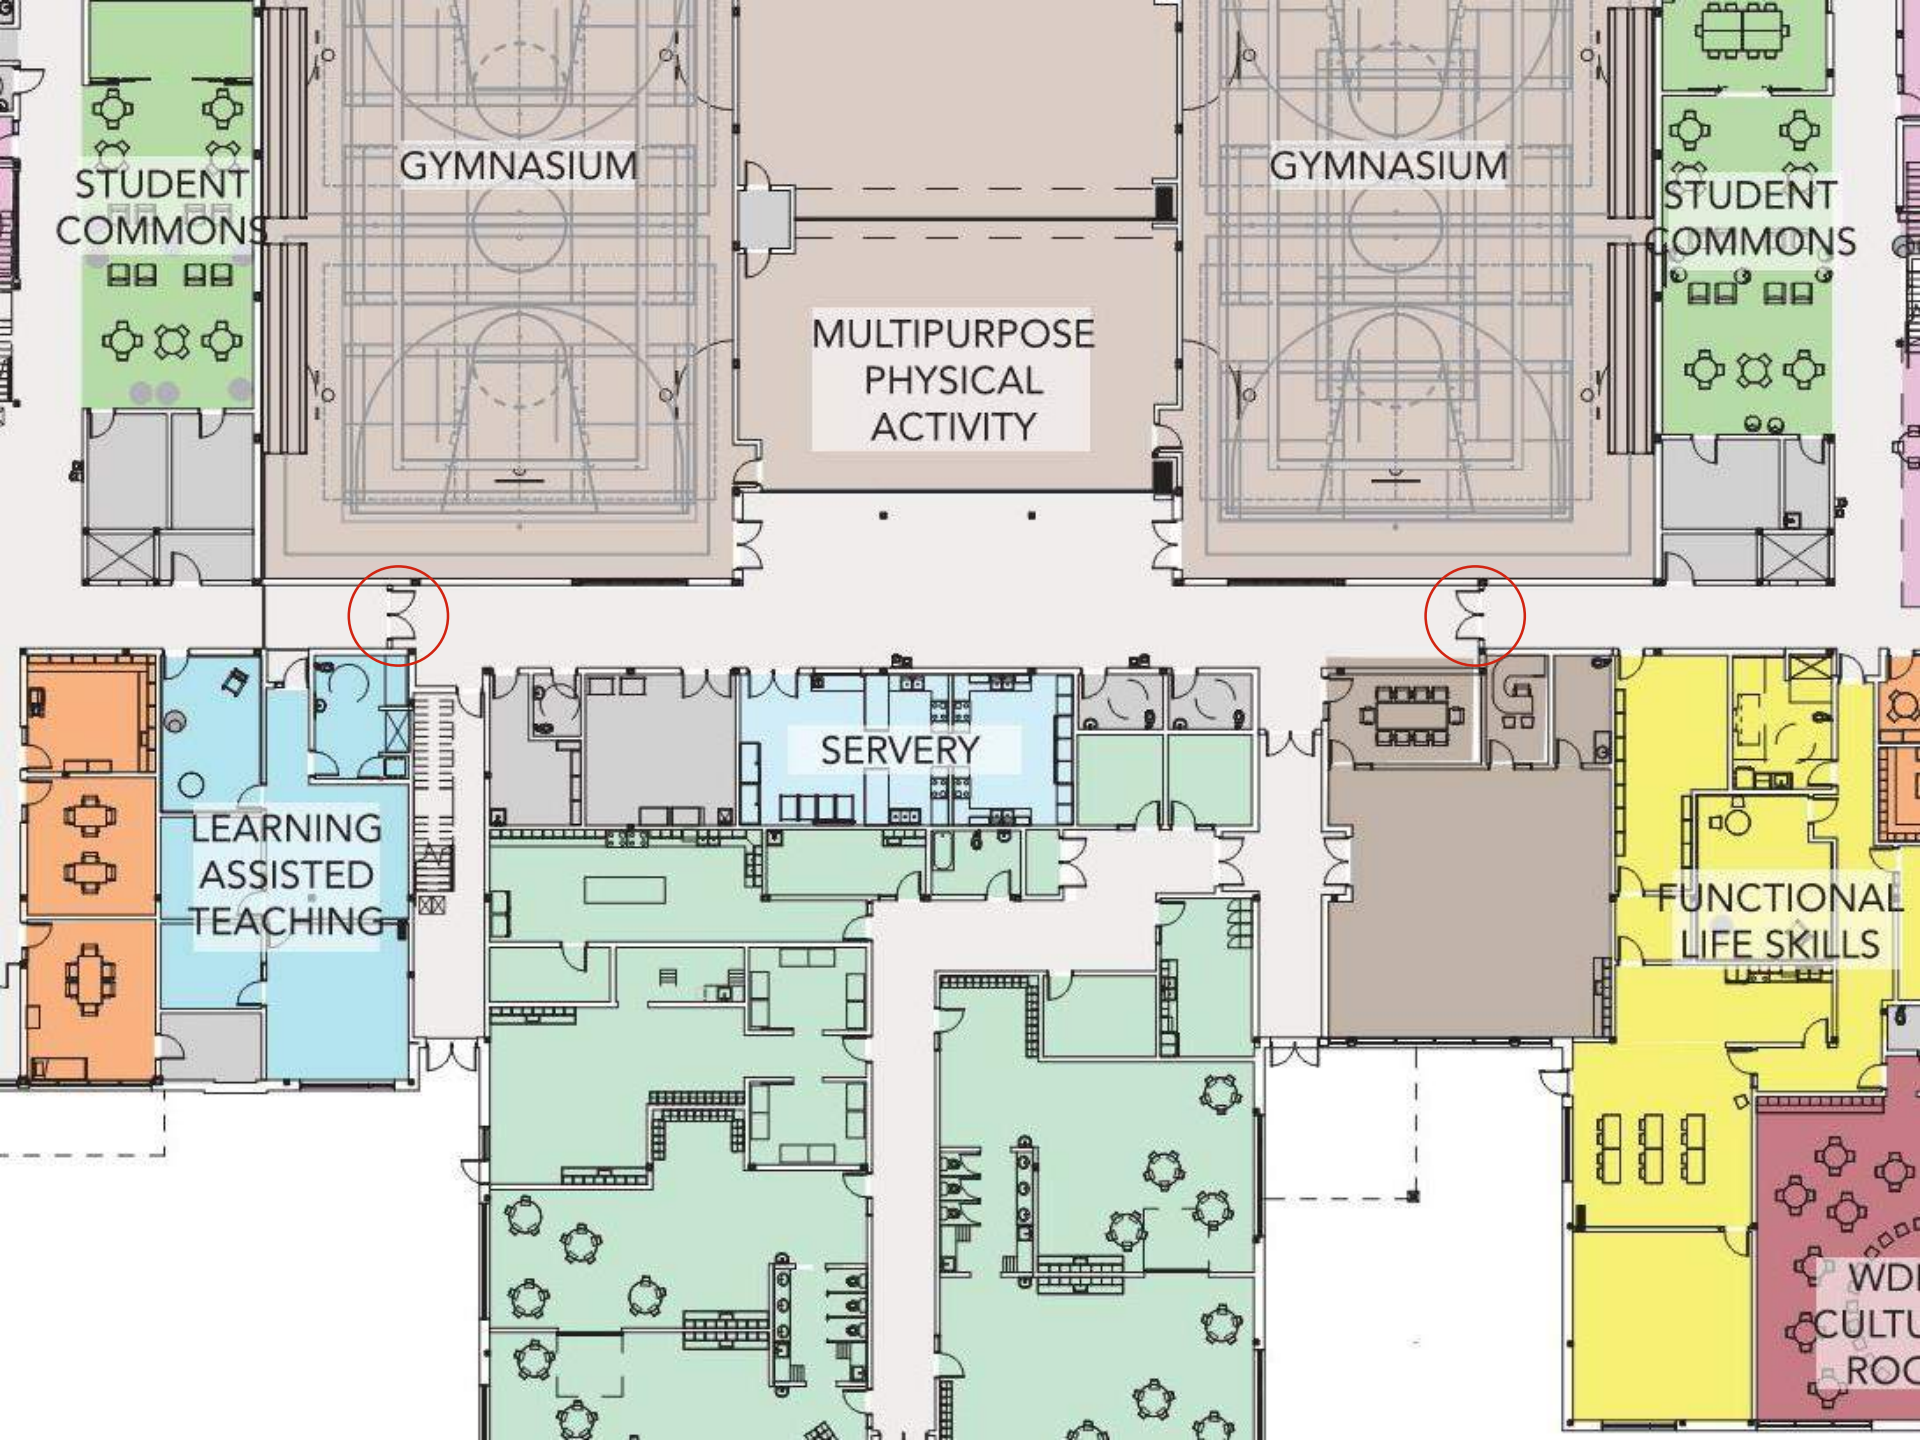 GYMNASIUM
GYMNASIUM
STUDENT
COMMONS
STUDENT
COMMONS
MULTIPURPOSE
PHYSICAL
ACTIVITY
SERVERY
LEARNING
ASSISTED
TEACHING
FUNCTIONAL
LIFE SKILLS